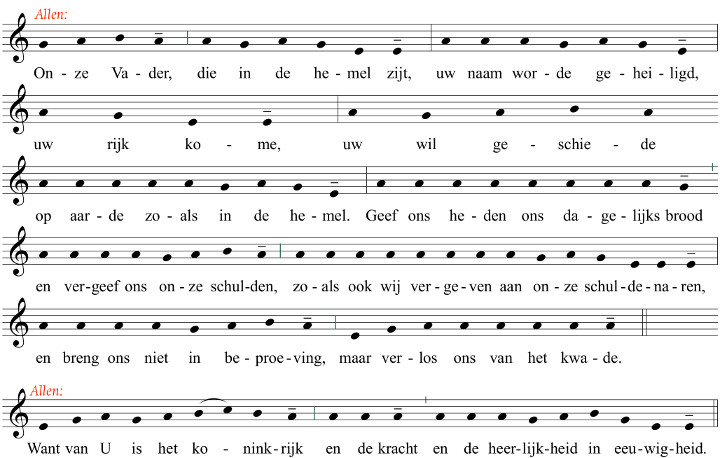 Allen:
On - ze Va - der, die in de he - mel zijt, uw naam wor - de ge - hei - ligd,
uw rijk ko - me, uw wil ge - schie - de
op aar - de zo - als in de he - mel. Geef ons he - den ons da - ge - lijks brood
en ver - geef ons on - ze schul - den, zo - als ook wij ver - ge - ven aan on - ze schul - de - na - ren,
en breng ons niet in be - proe - ving, maar ver - los ons van het kwa - de.
Allen:
Want van U is het ko - nink - rijk en de kracht en de heer - lijk - heid in eeu - wig - heid.